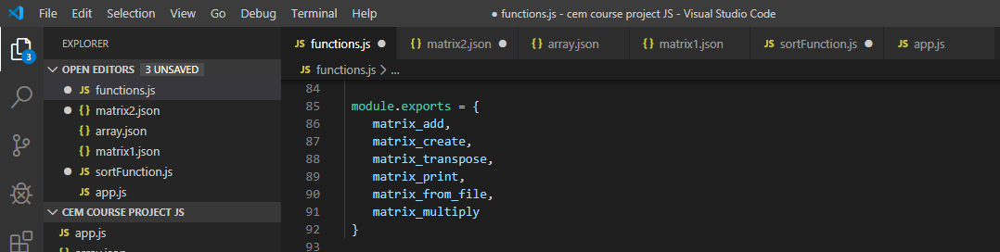 File Edit Selection View Go Debug Terminal Help ● functions.js - cem course project JS - Visual Studio Code
EXPLORER
3
OPEN EDITORS 3 UNSAVED
● JS functions.js
● {} matrix2.json
{} array.json
{} matrix1.json
● JS sortFunction.js
JS app.js
CEM COURSE PROJECT JS
JS app.js
JS functions.js ● {} matrix2.json ● {} array.json {} matrix1.json JS sortFunction.js ● JS app.js
JS functions.js > ...
84
85 module.exports = {
86 matrix_add,
87 matrix_create,
88 matrix_transpose,
89 matrix_print,
90 matrix_from_file,
91 matrix_multiply
92 }
93